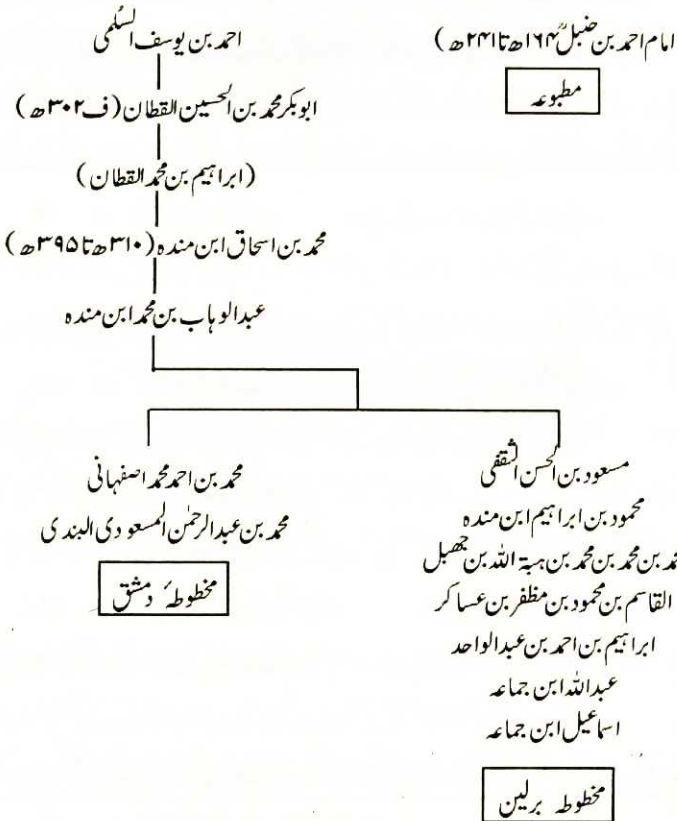 امام احمد بن حنبلؒ ۱۶۴ھ تا ۲۴۱ھ)
مطبوعہ
احمد بن یوسف السُّلمی
ابوبکر محمد بن الحسین القطان (ف ۳۰۲ھ)
(ابراہیم بن محمد القطان)
محمد بن اسحاق ابن مندہ (۳۱۰ھ تا ۳۹۵ھ)
عبدالوہاب بن محمد ابن مندہ
مسعود بن الحسن الثقفی
محمود بن ابراہیم ابن مندہ
بن محمد بن محمد بن ہبۃ اللہ بن جھبل
القاسم بن محمود بن مظفر بن عساکر
ابراہیم بن احمد بن عبدالواحد
عبداللہ ابن جماعہ
اسماعیل ابن جماعہ
مخطوطہ برلین
محمد بن احمد محمد اصفہانی
محمد بن عبدالرحمٰن المسعودی البندی
مخطوطۂ دمشق